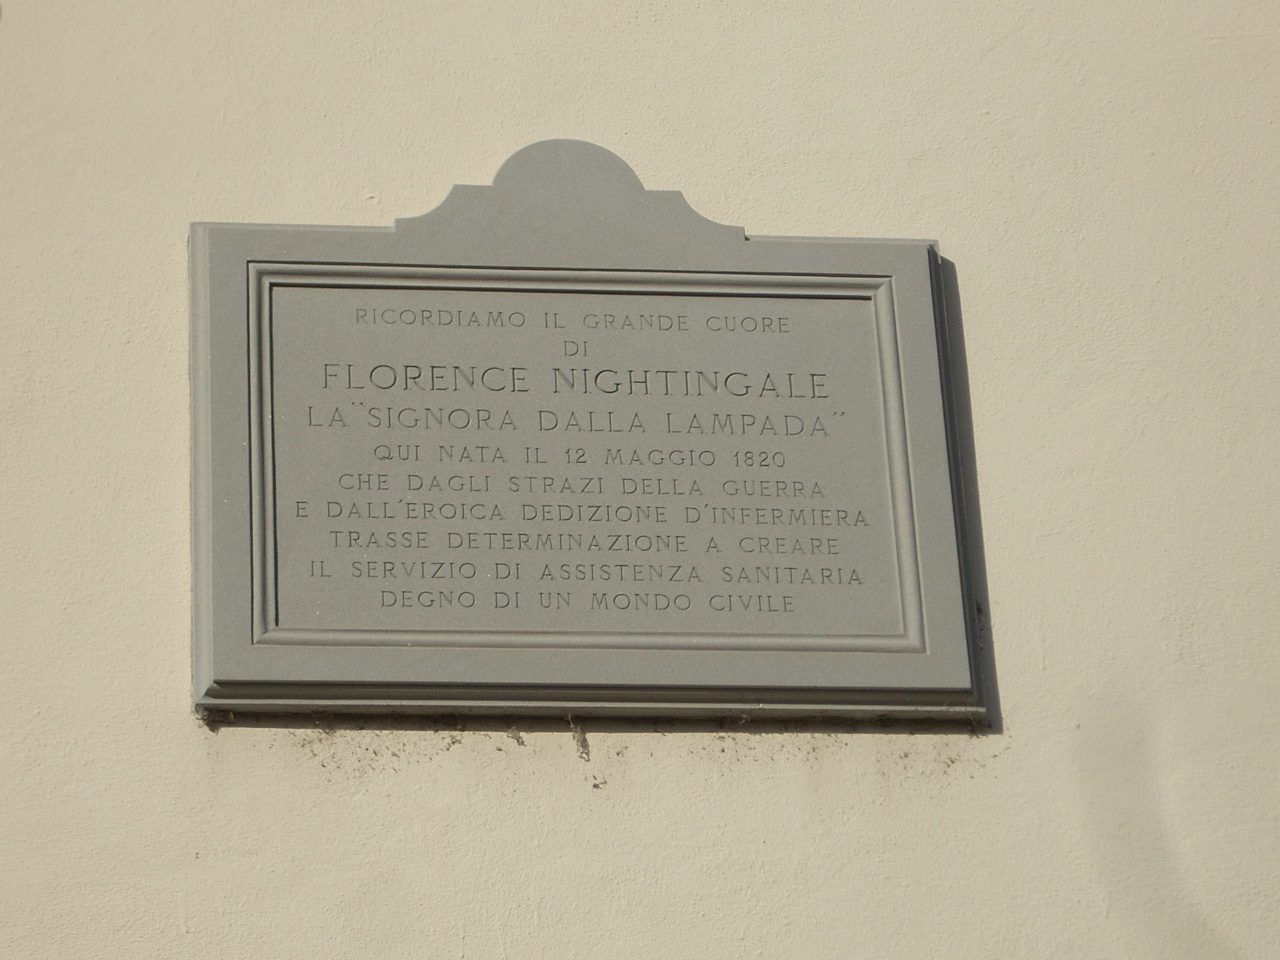 RICORDIAMO IL GRANDE CUORE
DI
FLORENCE NIGHTINGALE
LA "SIGNORA DALLA LAMPADA"
QUI NATA IL 12 MAGGIO 1820
CHE DAGLI STRAZI DELLA GUERRA
E DALL'EROICA DEDIZIONE D'INFERMIERA
TRASSE DETERMINAZIONE A CREARE
IL SERVIZIO DI ASSISTENZA SANITARIA
DEGNO DI UN MONDO CIVILE